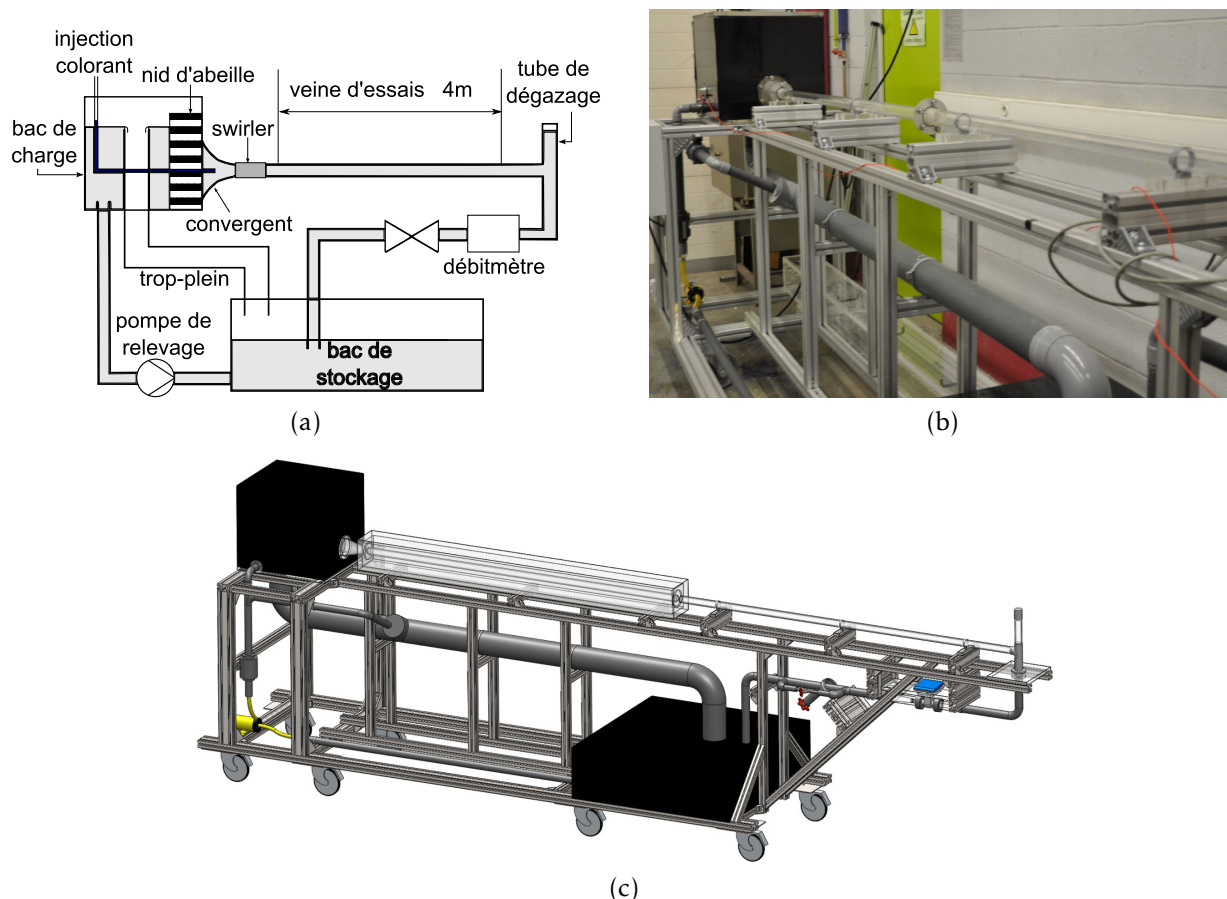 injection
colorant
nid d'abeille
veine d'essais 4m
tube de
dégazage
bac de
charge
swirler
convergent
débitmètre
trop-plein
pompe de
relevage
bac de
stockage
(a)
(b)
(c)